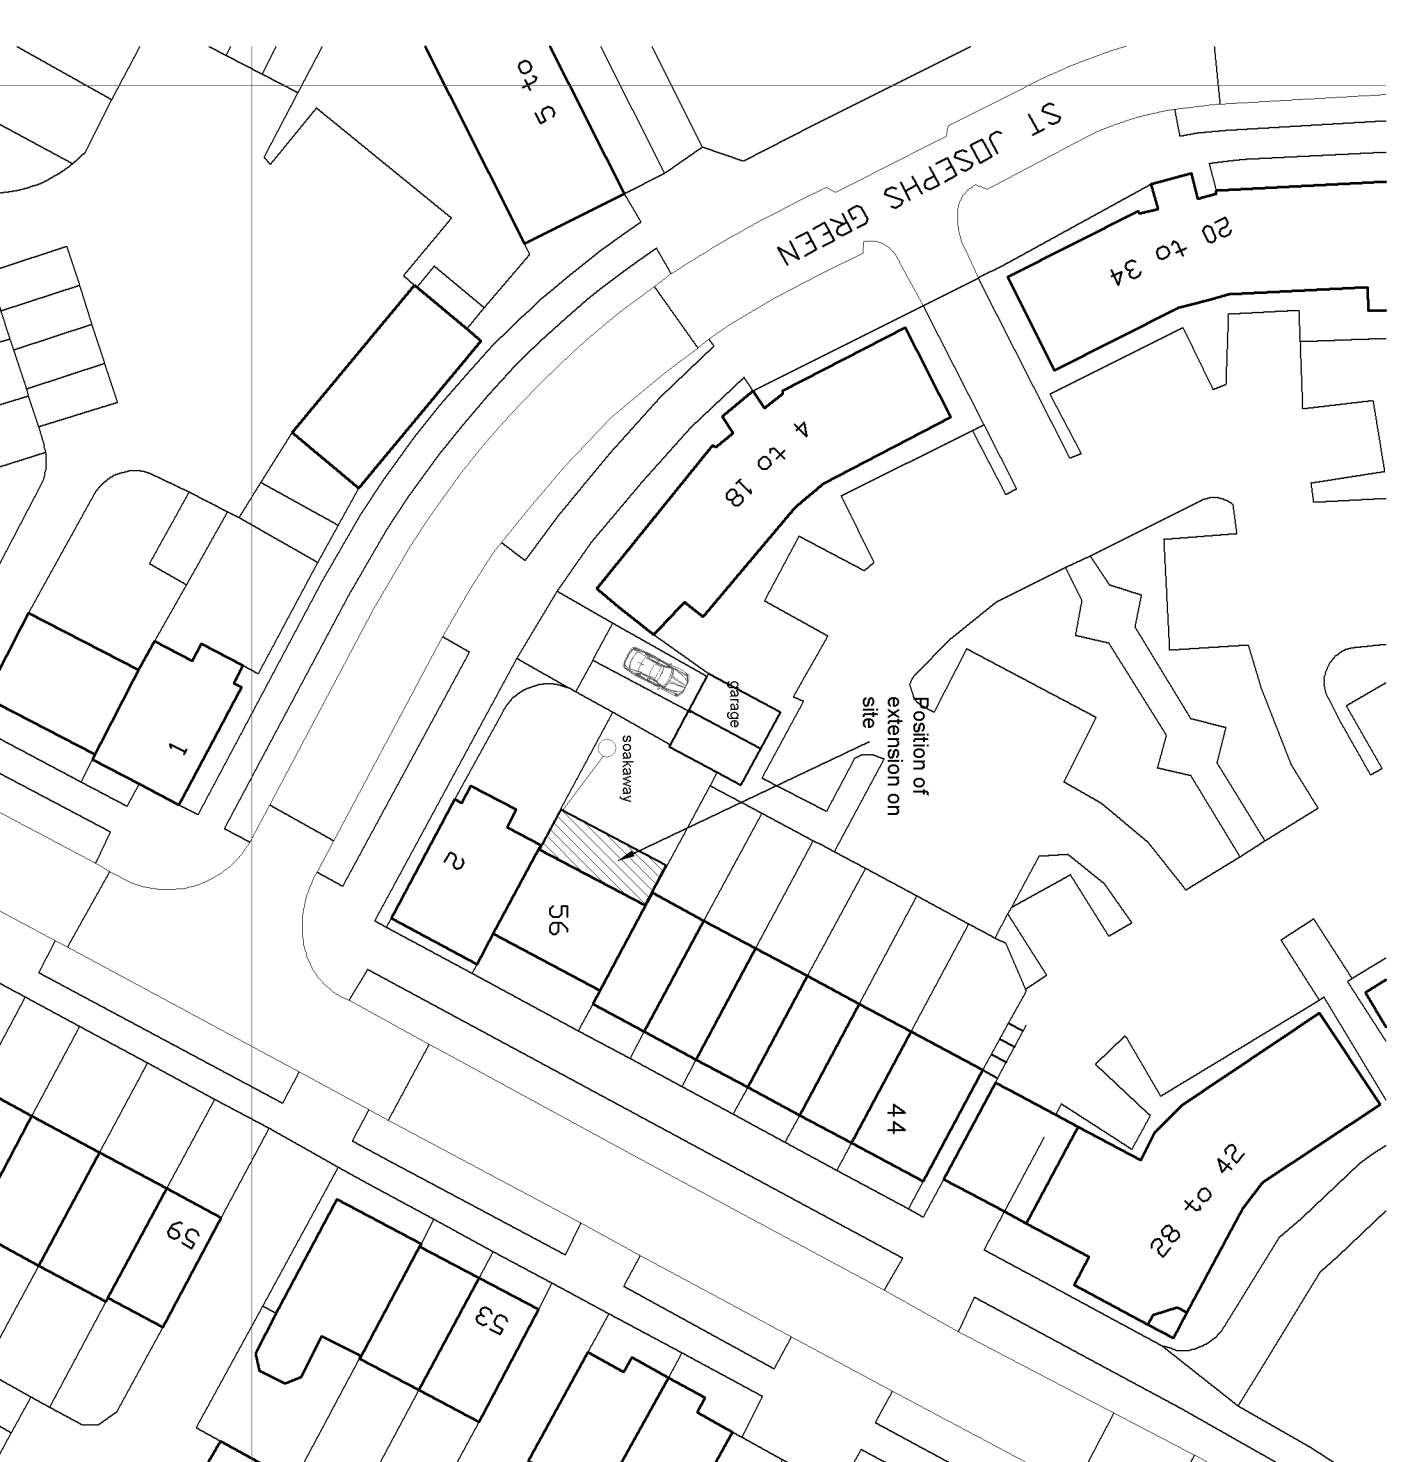 5 to
ST JOSEPHS GREEN
20 to 34
4 to 18
garage
Position of
extension on
site
soakaway
1
2
56
44
28 to 42
59
53